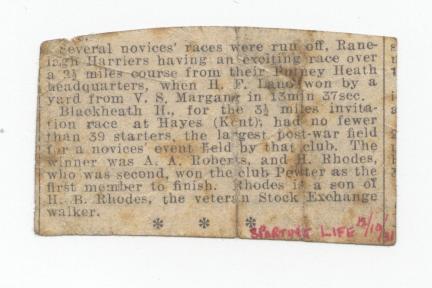 Several novices' races were run off, Rane-
lagh Harriers having an exciting race over
a 2½ miles course from their Putney Heath
headquarters, when H. F. Lano won by a
yard from V. S. Margan in 13min 37sec.
Blackheath H., for the 3½ miles invita-
tion race at Hayes (Kent), had no fewer
than 39 starters, the largest post-war field
for a novices event held by that club. The
winner was A. A. Roberts, and H. Rhodes,
who was second, won the club Pewter as the
first member to finish. Rhodes is a son of
H. B. Rhodes, the veteran Stock Exchange
walker.
* * *
SPORTING LIFE